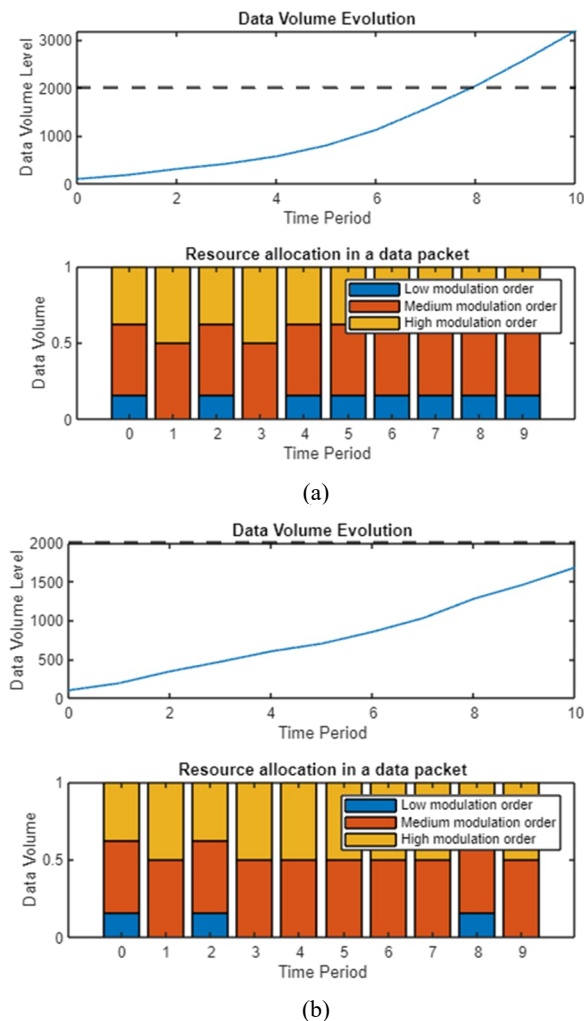 Data Volume Evolution
3000
2000
1000
0
Data Volume Level
0 2 4 6 8 10
Time Period
Resource allocation in a data packet
1
0.5
0
Data Volume
Low modulation order
Medium modulation order
High modulation order
0 1 2 3 4 5 6 7 8 9
Time Period
(a)
Data Volume Evolution
2000
1500
1000
500
0
Data Volume Level
0 2 4 6 8 10
Time Period
Resource allocation in a data packet
1
0.5
0
Data Volume
Low modulation order
Medium modulation order
High modulation order
0 1 2 3 4 5 6 7 8 9
Time Period
(b)